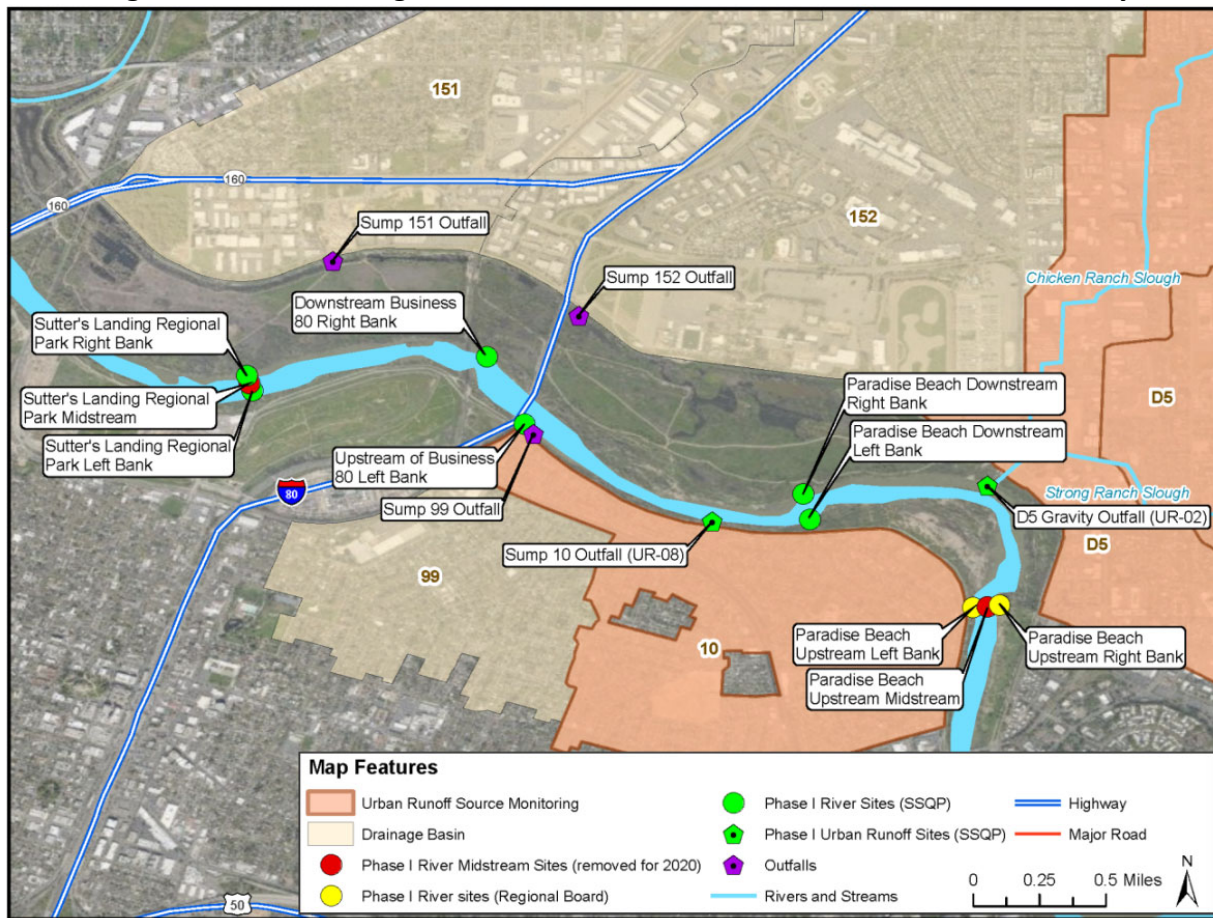 151
160
160
152
Sump 151 Outfall
Sump 152 Outfall
Chicken Ranch Slough
Downstream Business
80 Right Bank
Sutter's Landing Regional
Park Right Bank
Sutter's Landing Regional
Park Midstream
Sutter's Landing Regional
Park Left Bank
Paradise Beach Downstream
Right Bank
Paradise Beach Downstream
Left Bank
D5
Upstream of Business
80 Left Bank
80
Sump 99 Outfall
Strong Ranch Slough
D5 Gravity Outfall (UR-02)
D5
Sump 10 Outfall (UR-08)
99
10
Paradise Beach
Upstream Left Bank
Paradise Beach
Upstream Right Bank
Paradise Beach
Upstream Midstream
50
Map Features
Urban Runoff Source Monitoring
Drainage Basin
Phase I River Midstream Sites (removed for 2020)
Phase I River sites (Regional Board)
Phase I River Sites (SSQP)
Phase I Urban Runoff Sites (SSQP)
Outfalls
Rivers and Streams
Highway
Major Road
0 0.25 0.5 Miles
N